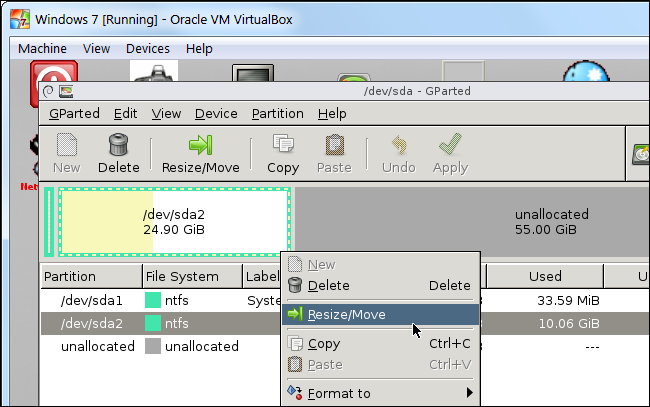 Windows 7 [Running] - Oracle VM VirtualBox
Machine View Devices Help
/dev/sda - GParted
GParted Edit View Device Partition Help
New Delete Resize/Move Copy Paste Undo Apply
Net
/dev/sda2
24.90 GiB
unallocated
55.00 GiB
Partition File System Label Used U
/dev/sda1 ntfs Syste 33.59 MiB
/dev/sda2 ntfs 10.06 GiB
unallocated unallocated ---
New
Delete Delete
Resize/Move
Copy Ctrl+C
Paste Ctrl+V
Format to